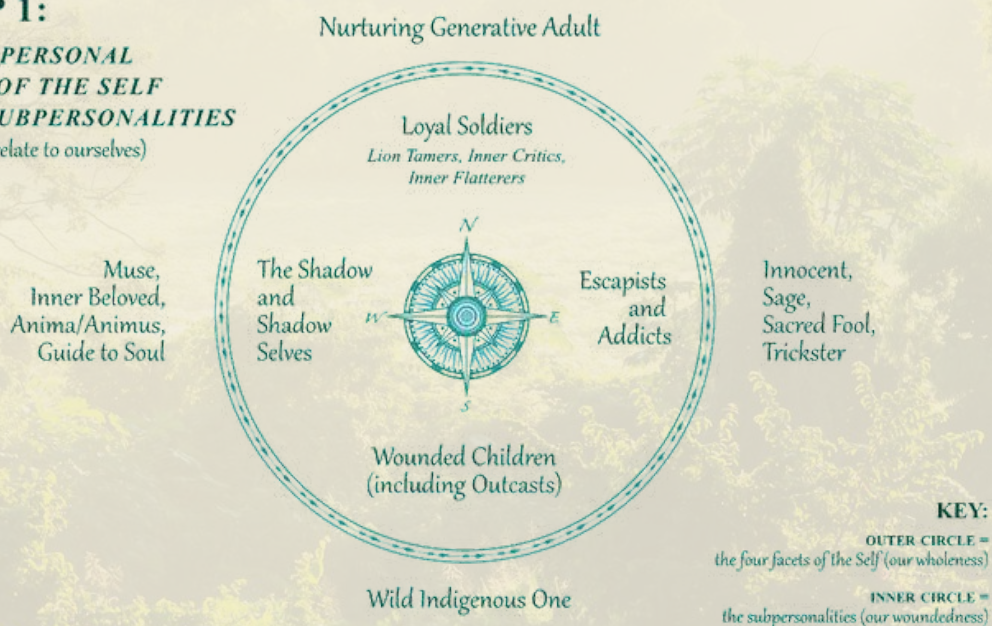 P 1:
PERSONAL
OF THE SELF
UBPERSONALITIES
elate to ourselves)
Nurturing Generative Adult
Loyal Soldiers
Lion Tamers, Inner Critics,
Inner Flatterers
N
W
E
S
Muse,
Inner Beloved,
Anima/Animus,
Guide to Soul
The Shadow
and
Shadow
Selves
Escapists
and
Addicts
Innocent,
Sage,
Sacred Fool,
Trickster
Wounded Children
(including Outcasts)
Wild Indigenous One
KEY:
OUTER CIRCLE =
the four facets of the Self (our wholeness)
INNER CIRCLE =
the subpersonalities (our woundedness)